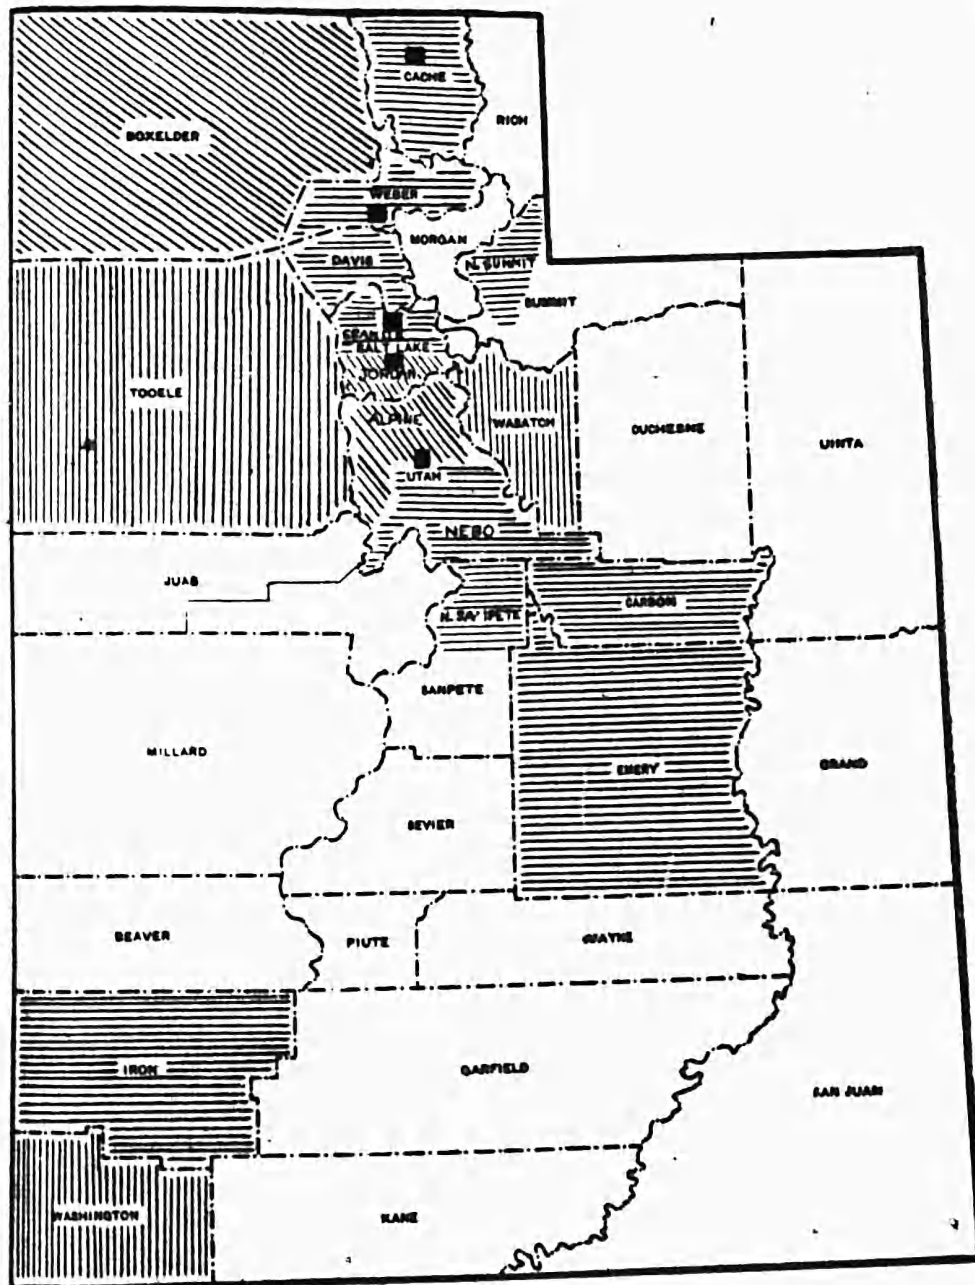 CACHE
RICH
BOXELDER
WEBER
MORGAN
DAVIS
N. SUMMIT
SUMMIT
GRANITE
SALT LAKE
JORDAN
TOOELE
ALPINE
WASATCH
DUCHESNE
UINTA
UTAH
NEBO
JUAB
CARBON
N. SANPETE
SANPETE
MILLARD
EMERY
GRAND
SEVIER
BEAVER
PIUTE
WAYNE
IRON
GARFIELD
SAN JUAN
WASHINGTON
KANE